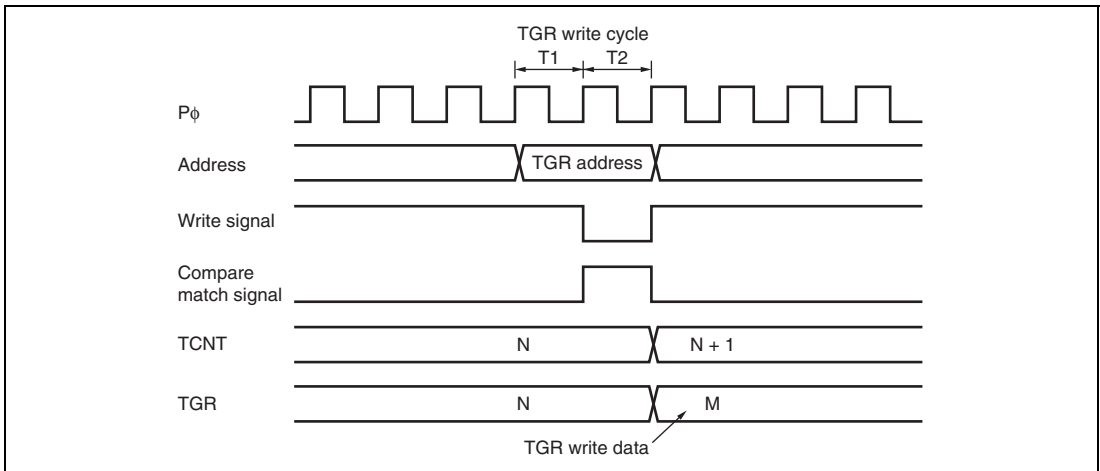 TGR write cycle
T1 T2
Pφ
Address TGR address
Write signal
Compare
match signal
TCNT N N + 1
TGR N M
TGR write data